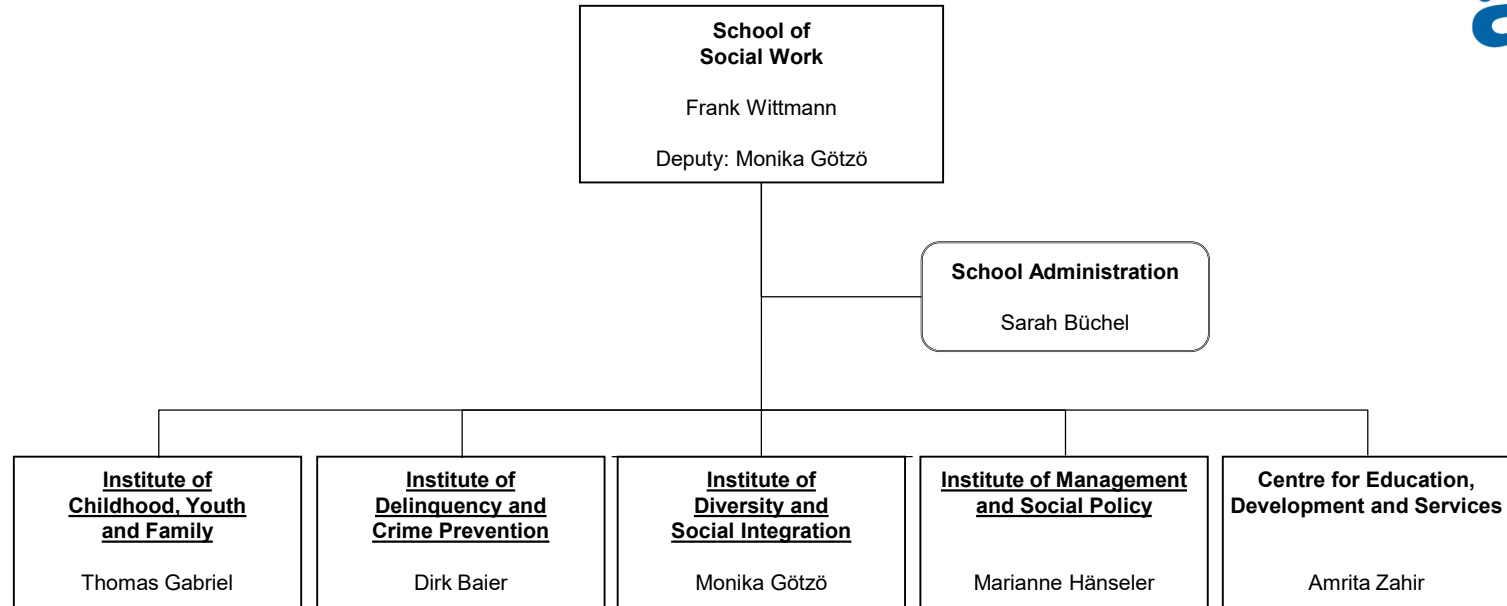 School of
Social Work
Frank Wittmann
Deputy: Monika Götzö
School Administration
Sarah Büchel
Institute of
Childhood, Youth
and Family
Thomas Gabriel
Institute of
Delinquency and
Crime Prevention
Dirk Baier
Institute of
Diversity and
Social Integration
Monika Götzö
Institute of Management
and Social Policy
Marianne Hänseler
Centre for Education,
Development and Services
Amrita Zahir